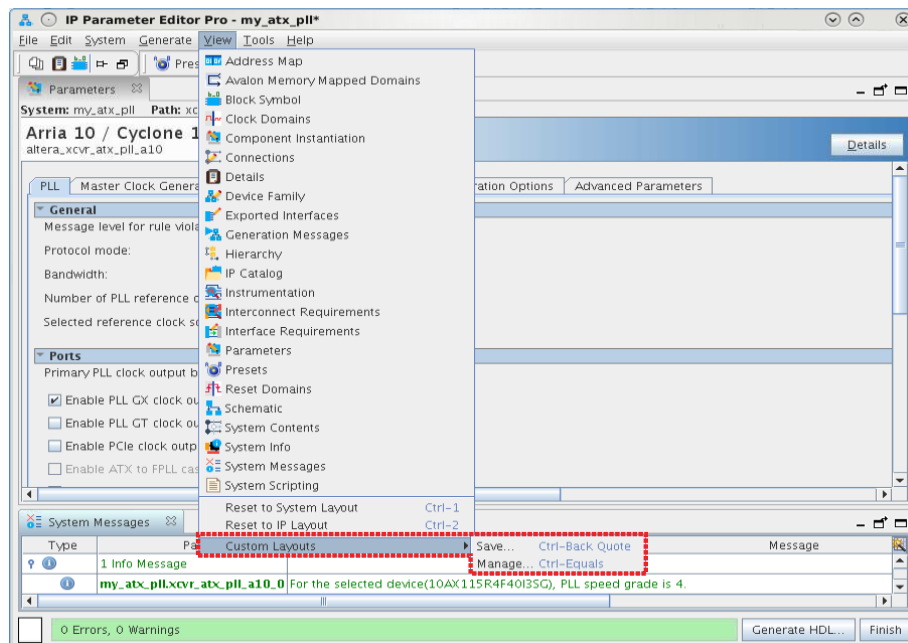 IP Parameter Editor Pro - my_atx_pll*
File Edit System Generate View Tools Help
Parameters
System: my_atx_pll Path:
Arria 10 / Cyclone 1
altera_xcvr_atx_pll_a10
Details
PLL Master Clock Genera ration Options Advanced Parameters
General
Message level for rule viola
Protocol mode:
Bandwidth:
Number of PLL reference c
Selected reference clock s
Ports
Primary PLL clock output b
Enable PLL GX clock ou
Enable PLL GT clock ou
Enable PCIe clock outp
Enable ATX to FPLL cas
Address Map
Avalon Memory Mapped Domains
Block Symbol
Clock Domains
Component Instantiation
Connections
Details
Device Family
Exported Interfaces
Generation Messages
Hierarchy
IP Catalog
Instrumentation
Interconnect Requirements
Interface Requirements
Parameters
Presets
Reset Domains
Schematic
System Contents
System Info
System Messages
System Scripting
Reset to System Layout Ctrl-1
Reset to IP Layout Ctrl-2
Custom Layouts
Save... Ctrl-Back Quote
Manage... Ctrl-Equals
System Messages
Type Pa Message
1 Info Message
my_atx_pll.xcvr_atx_pll_a10_0 For the selected device(10AX115R4F40I3SG), PLL speed grade is 4.
0 Errors, 0 Warnings
Generate HDL... Finish